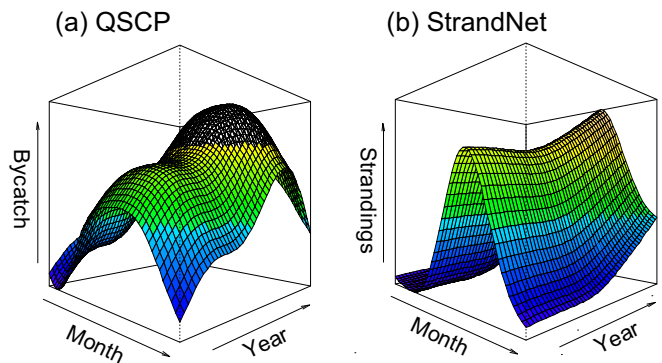 (a) QSCP
(b) StrandNet
Bycatch
Month
Year
Strandings
Month
Year